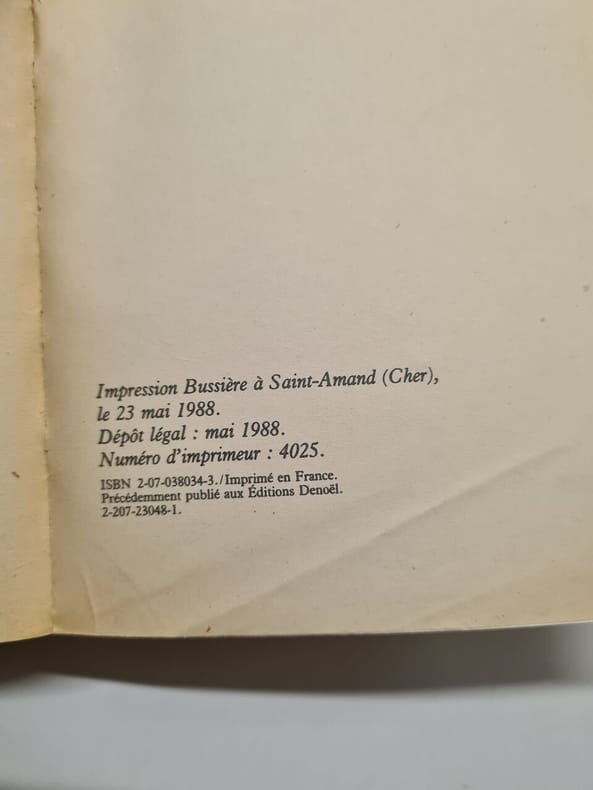 Impression Bussière à Saint-Amand (Cher),
le 23 mai 1988.
Dépôt légal : mai 1988.
Numéro d'imprimeur : 4025.
ISBN 2-07-038034-3./Imprimé en France.
Précédemment publié aux Éditions Denoël.
2-207-23048-1.